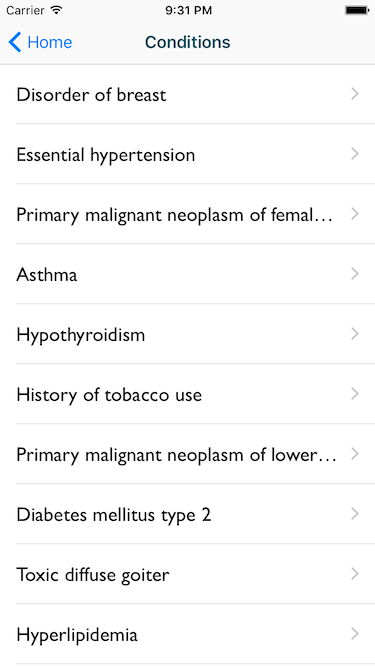 Carrier 9:31 PM
Home Conditions
Disorder of breast
Essential hypertension
Primary malignant neoplasm of femal...
Asthma
Hypothyroidism
History of tobacco use
Primary malignant neoplasm of lower...
Diabetes mellitus type 2
Toxic diffuse goiter
Hyperlipidemia